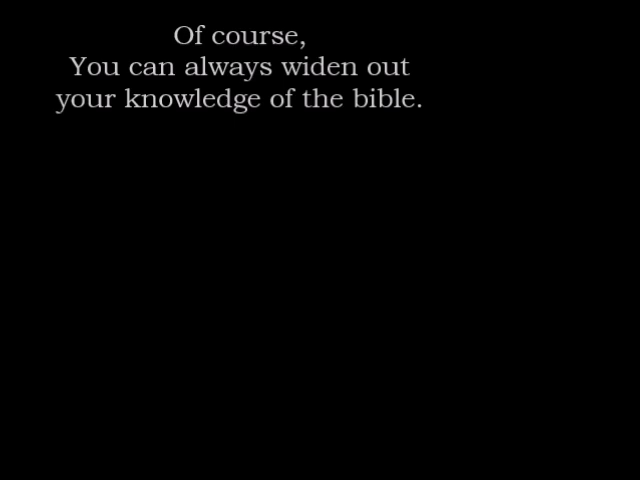 Of course,
You can always widen out
your knowledge of the bible.